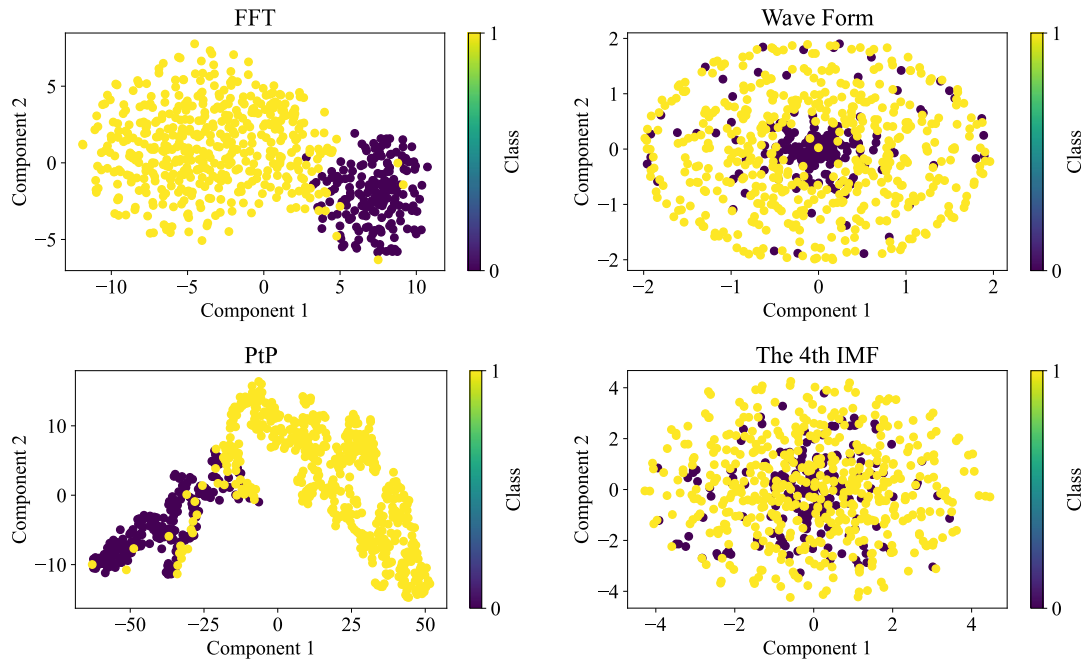 FFT
Component 2
5
0
−5
−10
−5
0
5
10
Component 1
1
0
Class
Wave Form
Component 2
2
1
0
−1
−2
−2
−1
0
1
2
Component 1
1
0
Class
PtP
Component 2
10
0
−10
−50
−25
0
25
50
Component 1
1
0
Class
The 4th IMF
Component 2
4
2
0
−2
−4
−4
−2
0
2
4
Component 1
1
0
Class